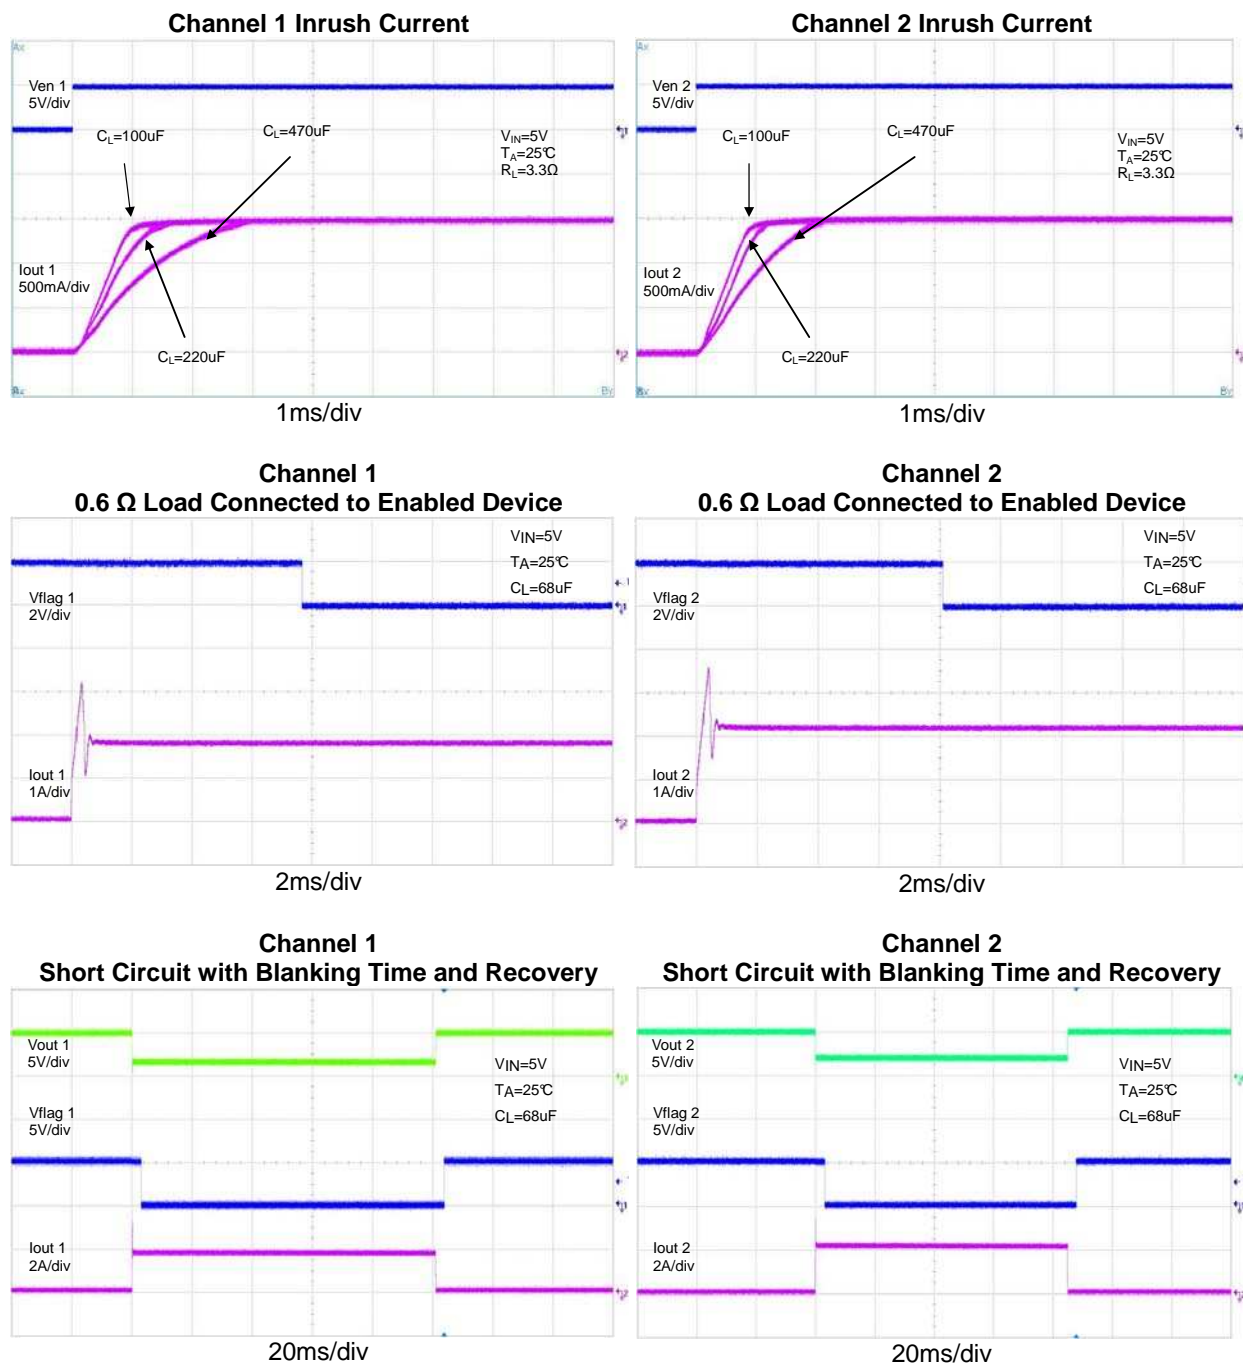 Channel 1 Inrush Current
Ven 1
5V/div
CL=100uF
CL=470uF
VIN=5V
TA=25℃
RL=3.3Ω
Iout 1
500mA/div
CL=220uF
1ms/div
Channel 2 Inrush Current
Ven 2
5V/div
CL=100uF
CL=470uF
VIN=5V
TA=25℃
RL=3.3Ω
Iout 2
500mA/div
CL=220uF
1ms/div
Channel 1
0.6 Ω Load Connected to Enabled Device
VIN=5V
TA=25℃
CL=68uF
Vflag 1
2V/div
Iout 1
1A/div
2ms/div
Channel 2
0.6 Ω Load Connected to Enabled Device
VIN=5V
TA=25℃
CL=68uF
Vflag 2
2V/div
Iout 2
1A/div
2ms/div
Channel 1
Short Circuit with Blanking Time and Recovery
Vout 1
5V/div
VIN=5V
TA=25℃
CL=68uF
Vflag 1
5V/div
Iout 1
2A/div
20ms/div
Channel 2
Short Circuit with Blanking Time and Recovery
Vout 2
5V/div
VIN=5V
TA=25℃
CL=68uF
Vflag 2
5V/div
Iout 2
2A/div
20ms/div